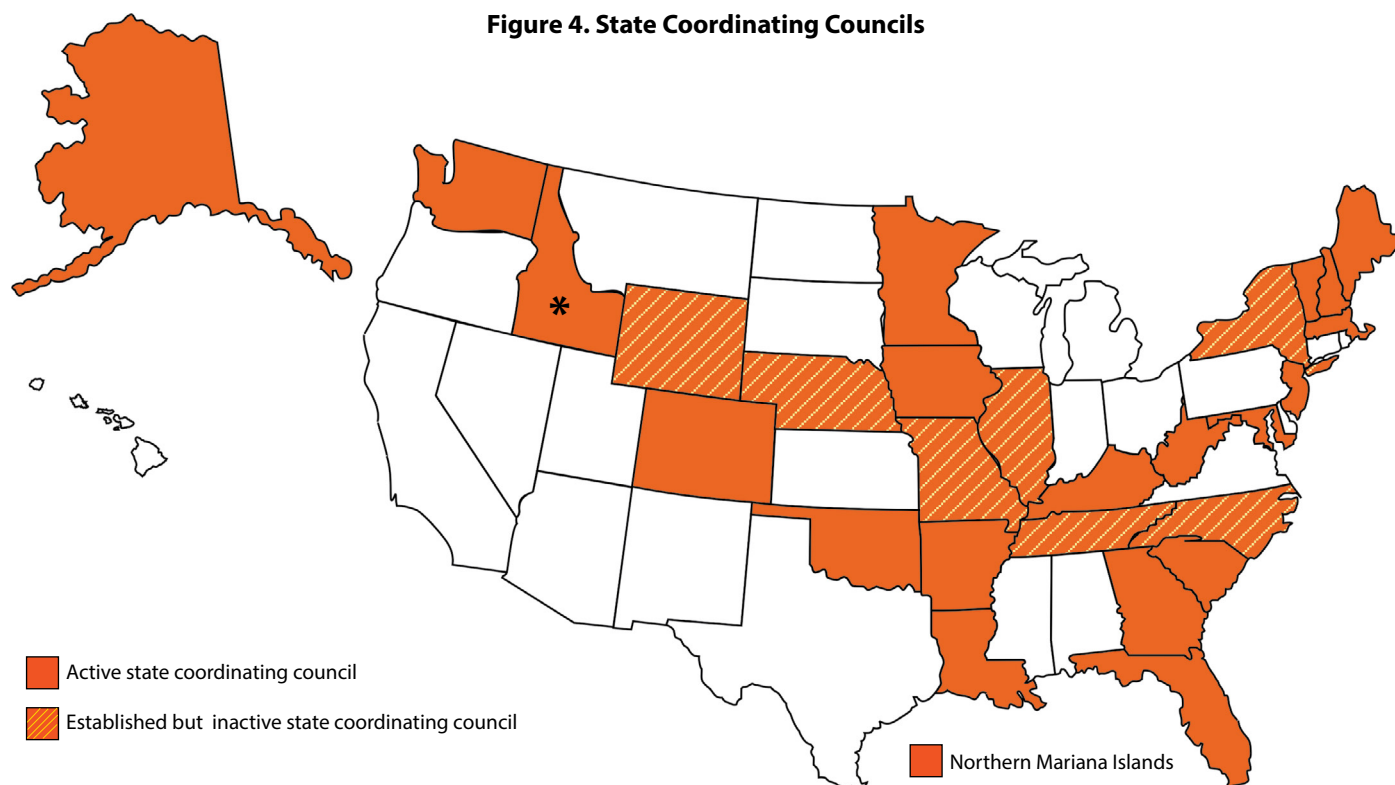 Figure 4. State Coordinating Councils
*
Active state coordinating council
Established but inactive state coordinating council
Northern Mariana Islands